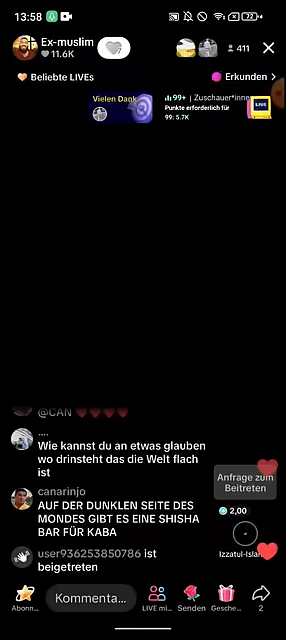 13:58
72
Ex-muslim
11.6K
411
Beliebte LIVEs
Erkunden >
Vielen Dank
99+ | Zuschauer*innen
Punkte erforderlich für
99: 5.7K
LIVE
@CAN ♥♥♥♥
....
Wie kannst du an etwas glauben
wo drinsteht das die Welt flach
ist
Anfrage zum
Beitreten
canarinjo
AUF DER DUNKLEN SEITE DES
MONDES GIBT ES EINE SHISHA
BAR FÜR KABA
2,00
user936253850786 ist
beigetreten
Izzatul-Isla
Kommenta...
Abonn...
LIVE mi...
Senden
Gesche...
2